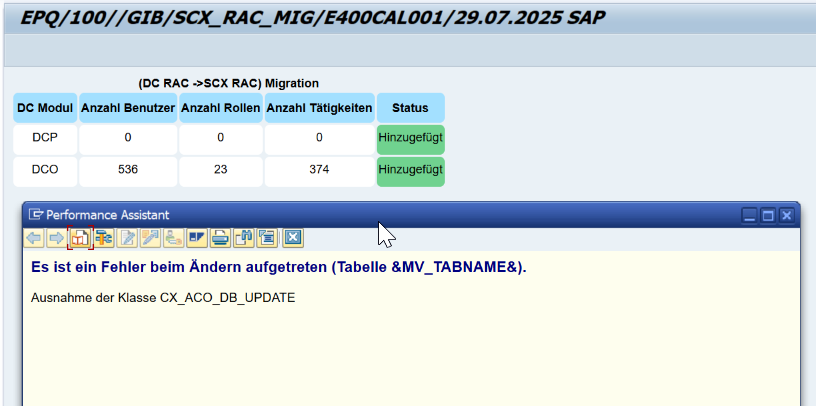 EPQ/100//GIB/SCX_RAC_MIG/E400CAL001/29.07.2025 SAP
(DC RAC ->SCX RAC) Migration
DC Modul Anzahl Benutzer Anzahl Rollen Anzahl Tätigkeiten Status
DCP 0 0 0 Hinzugefügt
DCO 536 23 374 Hinzugefügt
Performance Assistant
Es ist ein Fehler beim Ändern aufgetreten (Tabelle &MV_TABNAME&).
Ausnahme der Klasse CX_ACO_DB_UPDATE